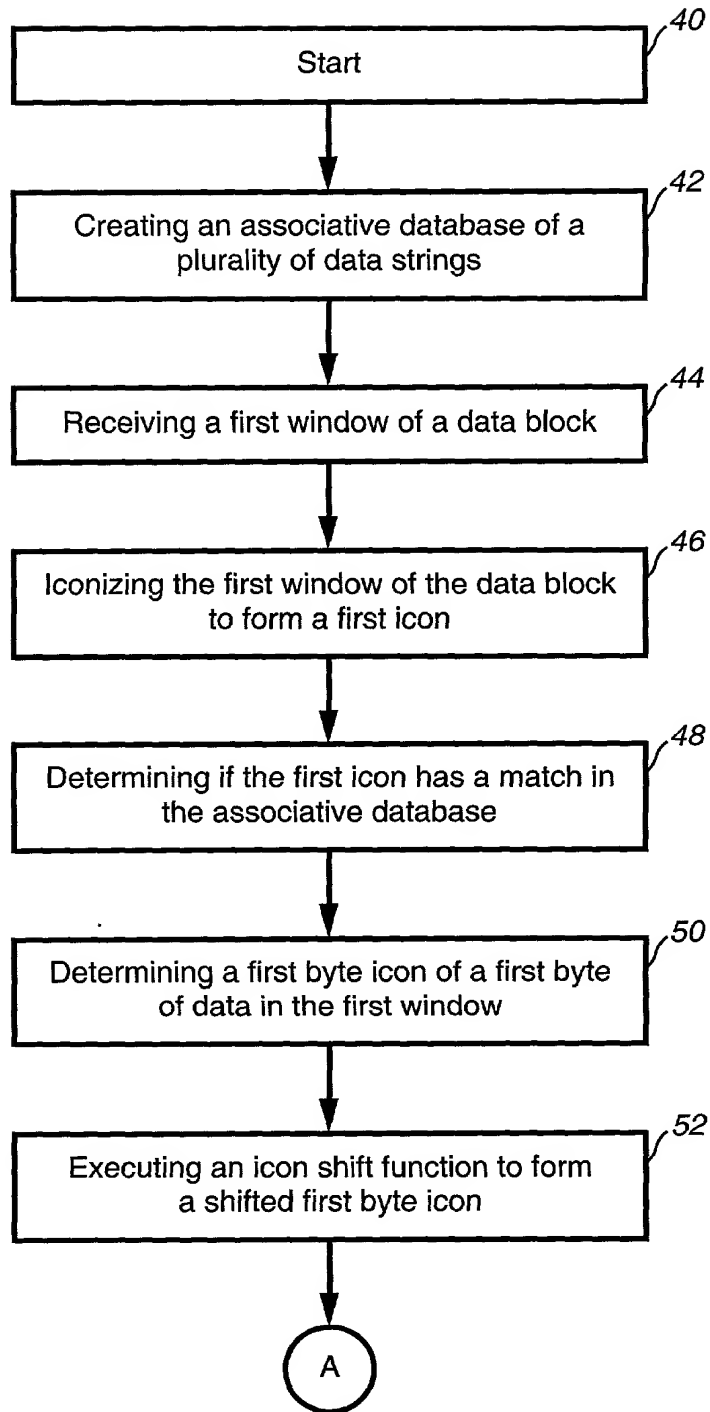 40
Start
42
Creating an associative database of a
plurality of data strings
44
Receiving a first window of a data block
46
Iconizing the first window of the data block
to form a first icon
48
Determining if the first icon has a match in
the associative database
50
Determining a first byte icon of a first byte
of data in the first window
52
Executing an icon shift function to form
a shifted first byte icon
A